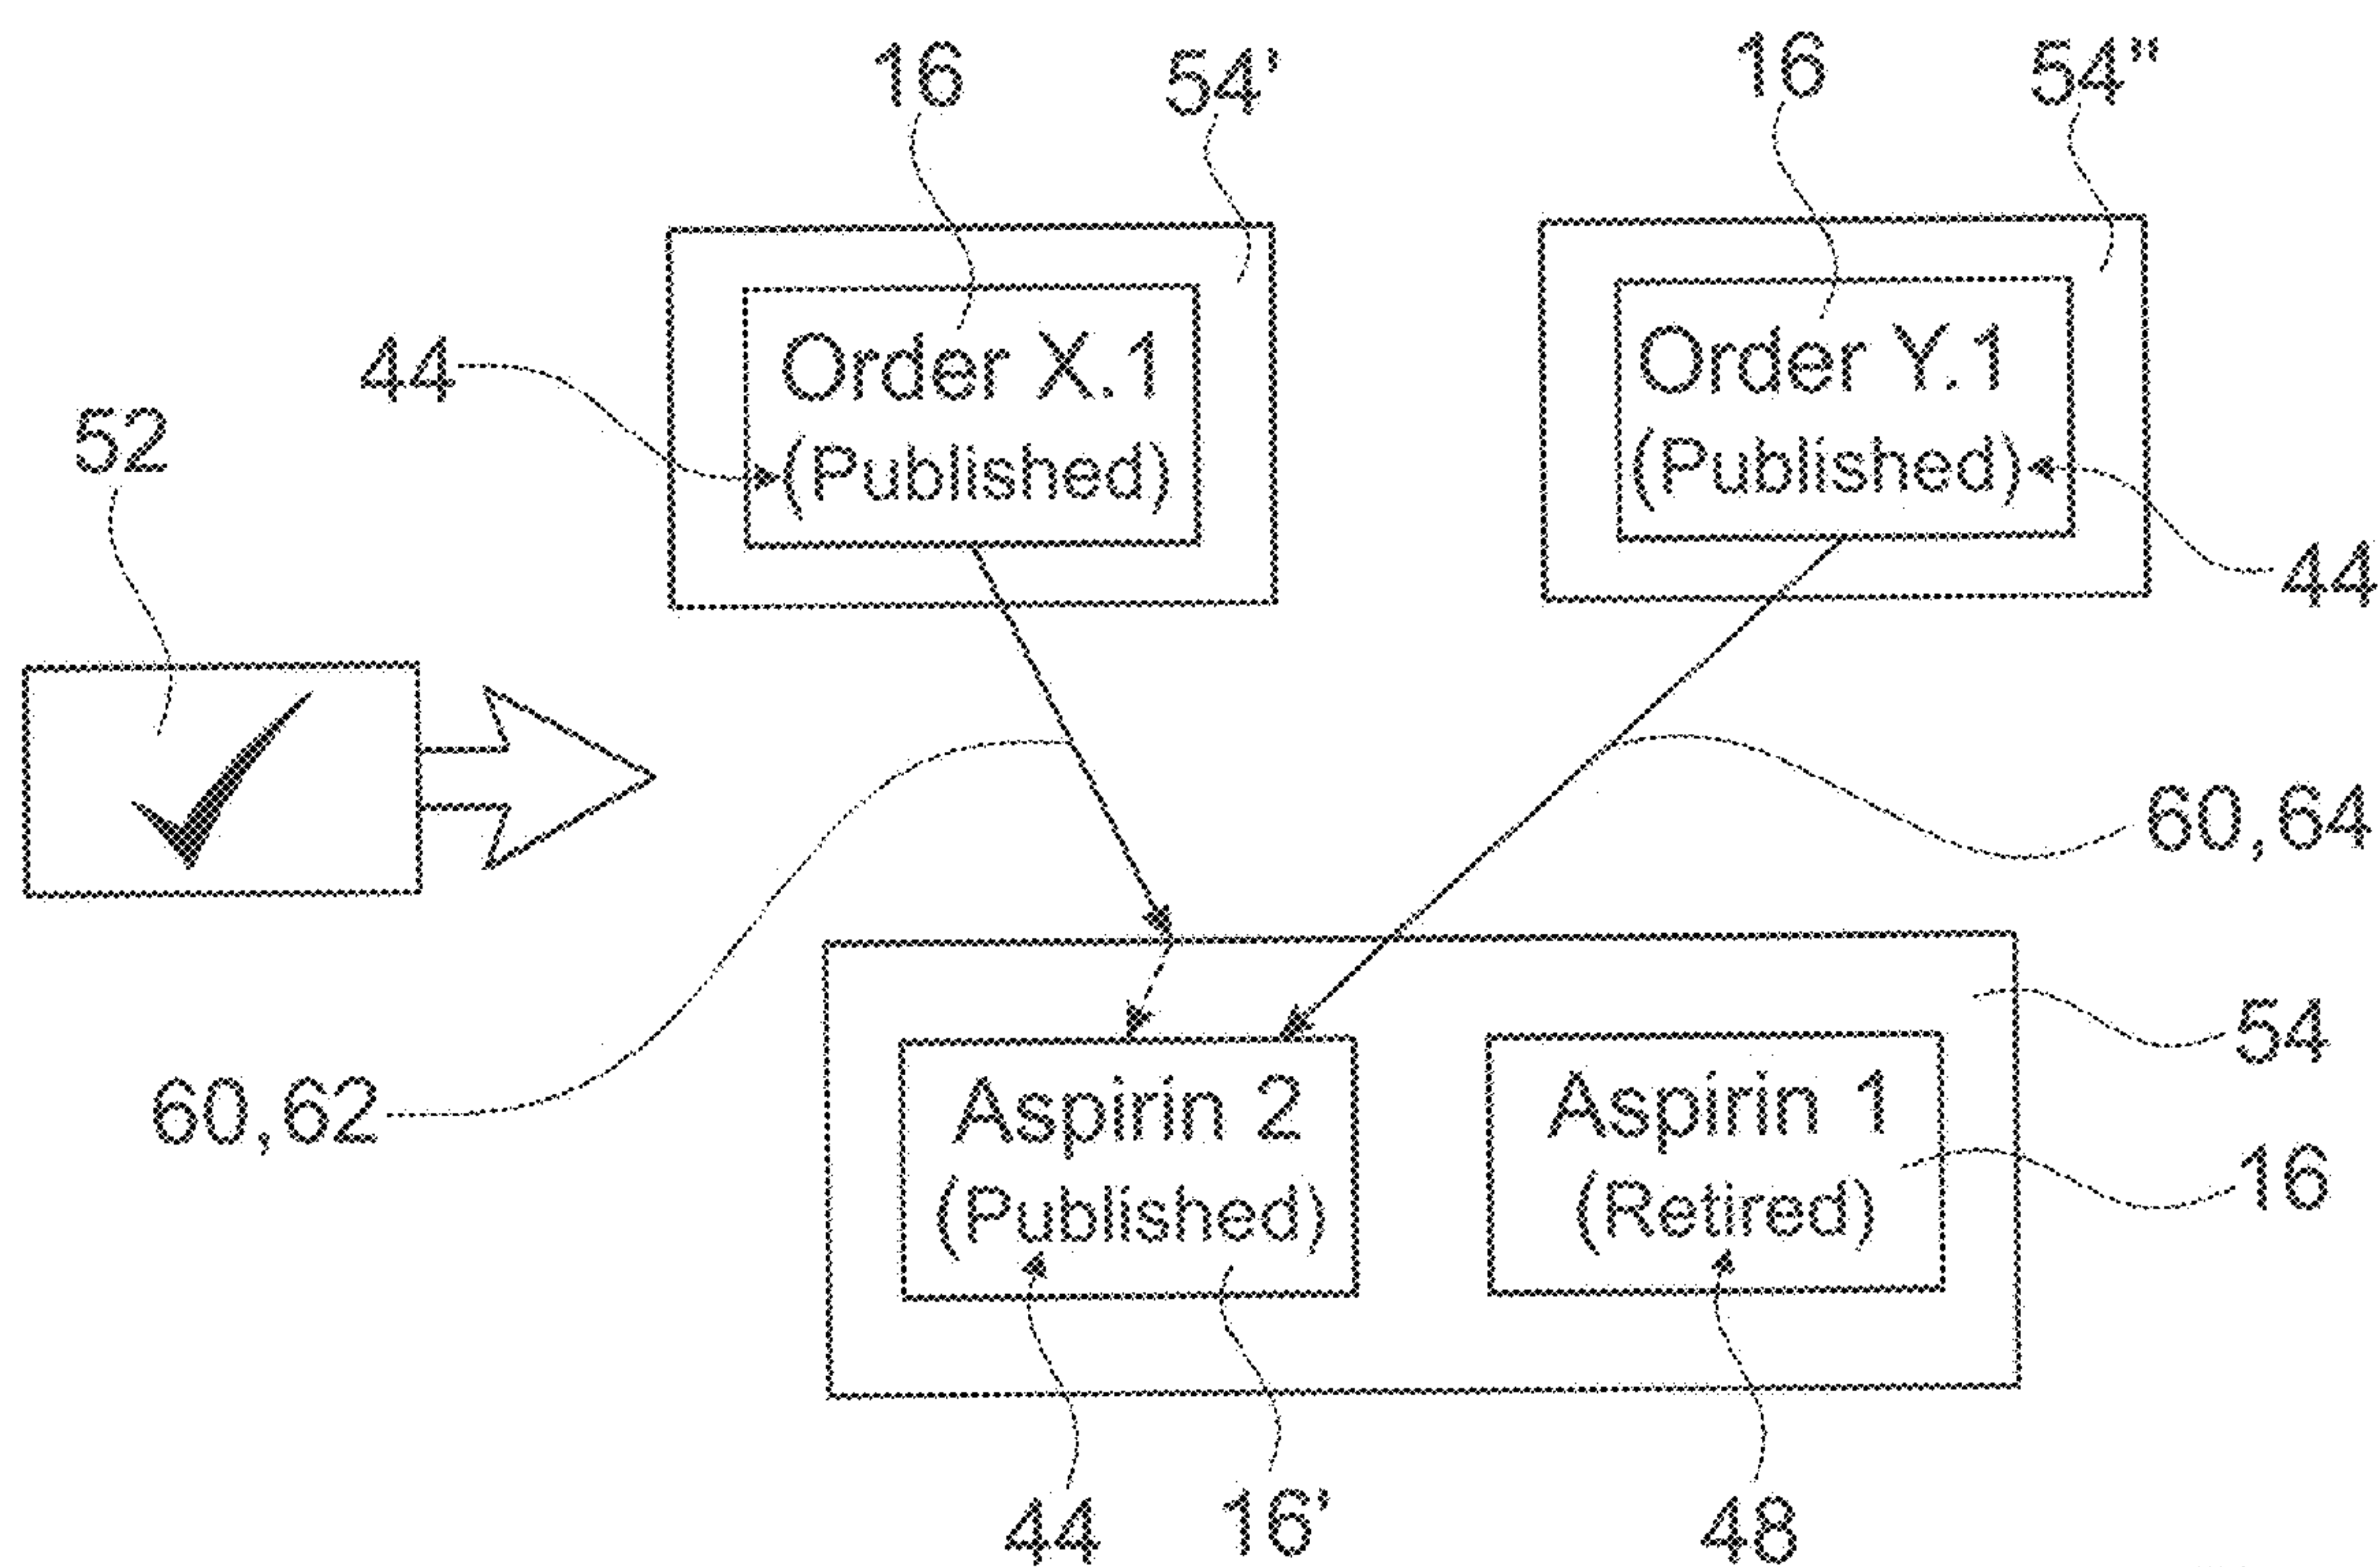 16
54'
16
54"
44
Order X.1
(Published)
Order Y.1
(Published)
44
52
60,64
60,62
54
Aspirin 2
(Published)
Aspirin 1
(Retired)
16
44
16'
48